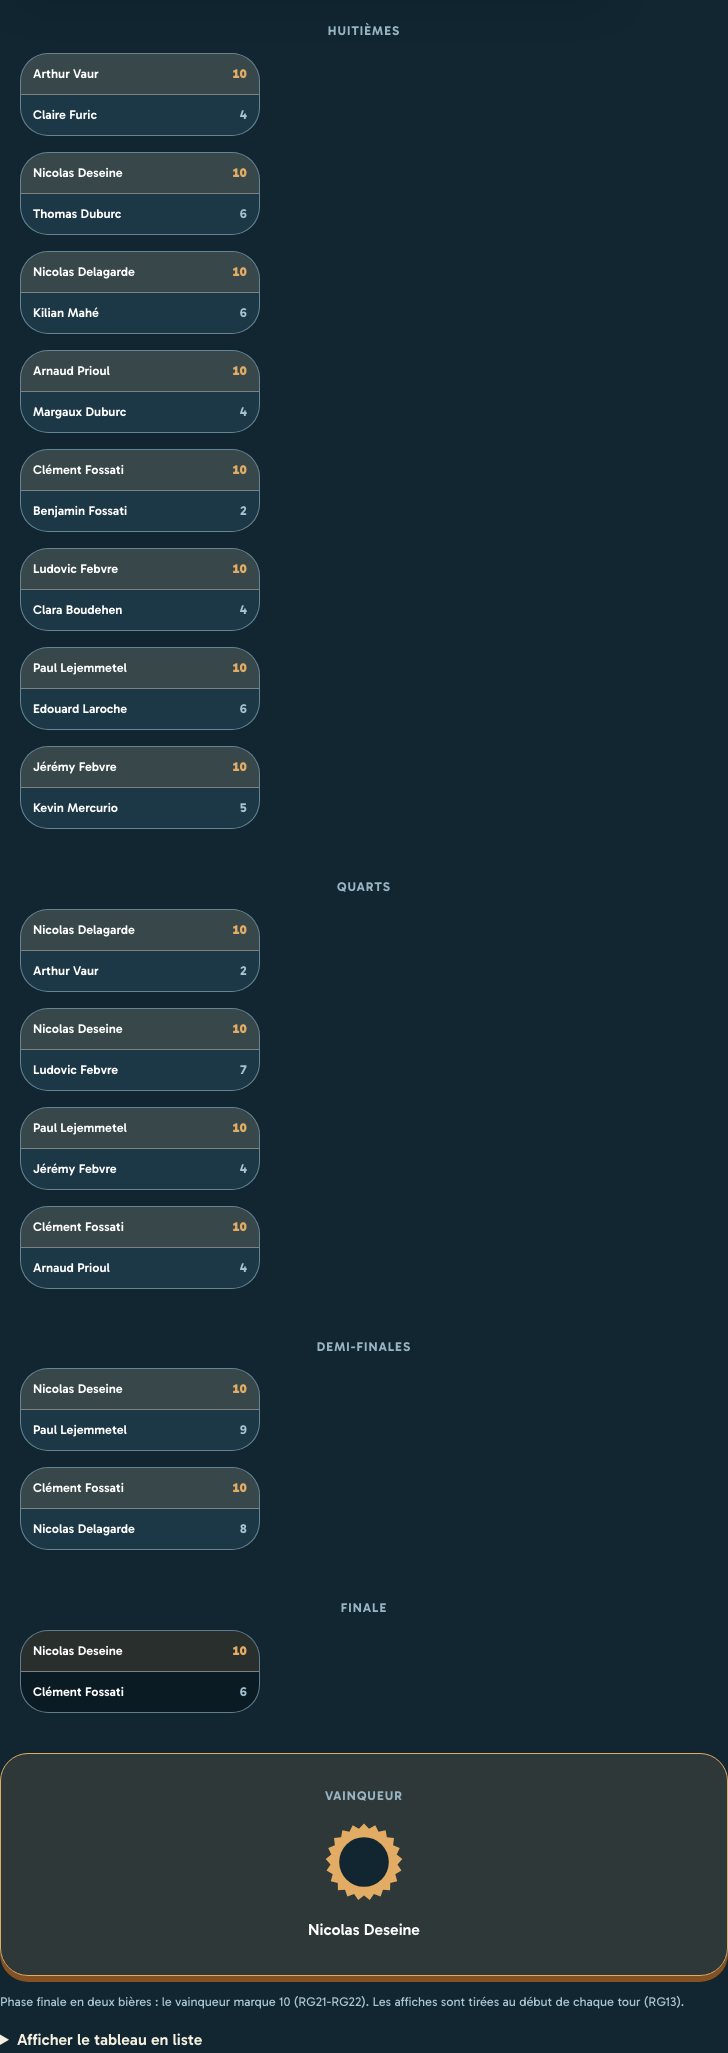 HUITIÈMES
Arthur Vaur 10
Claire Furic 4
Nicolas Deseine 10
Thomas Duburc 6
Nicolas Delagarde 10
Kilian Mahé 6
Arnaud Prioul 10
Margaux Duburc 4
Clément Fossati 10
Benjamin Fossati 2
Ludovic Febvre 10
Clara Boudehen 4
Paul Lejemmetel 10
Edouard Laroche 6
Jérémy Febvre 10
Kevin Mercurio 5
QUARTS
Nicolas Delagarde 10
Arthur Vaur 2
Nicolas Deseine 10
Ludovic Febvre 7
Paul Lejemmetel 10
Jérémy Febvre 4
Clément Fossati 10
Arnaud Prioul 4
DEMI-FINALES
Nicolas Deseine 10
Paul Lejemmetel 9
Clément Fossati 10
Nicolas Delagarde 8
FINALE
Nicolas Deseine 10
Clément Fossati 6
VAINQUEUR
Nicolas Deseine
Phase finale en deux bières : le vainqueur marque 10 (RG21-RG22). Les affiches sont tirées au début de chaque tour (RG13).
Afficher le tableau en liste